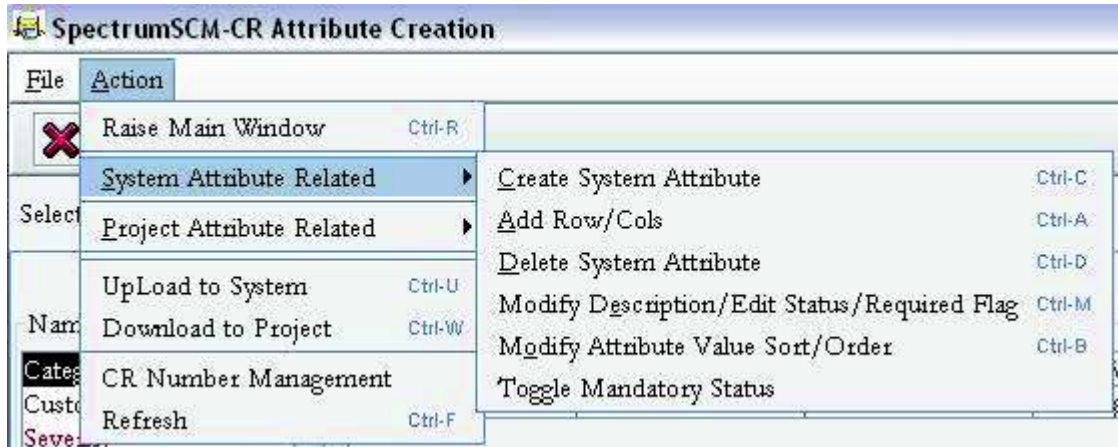 SpectrumSCM-CR Attribute Creation
File Action
Raise Main Window Ctrl-R
System Attribute Related
Project Attribute Related
UpLoad to System Ctrl-U
Download to Project Ctrl-W
CR Number Management
Refresh Ctrl-F
Create System Attribute Ctrl-C
Add Row/Cols Ctrl-A
Delete System Attribute Ctrl-D
Modify Description/Edit Status/Required Flag Ctrl-M
Modify Attribute Value Sort/Order Ctrl-B
Toggle Mandatory Status
Select
Nam
Categ
Custo